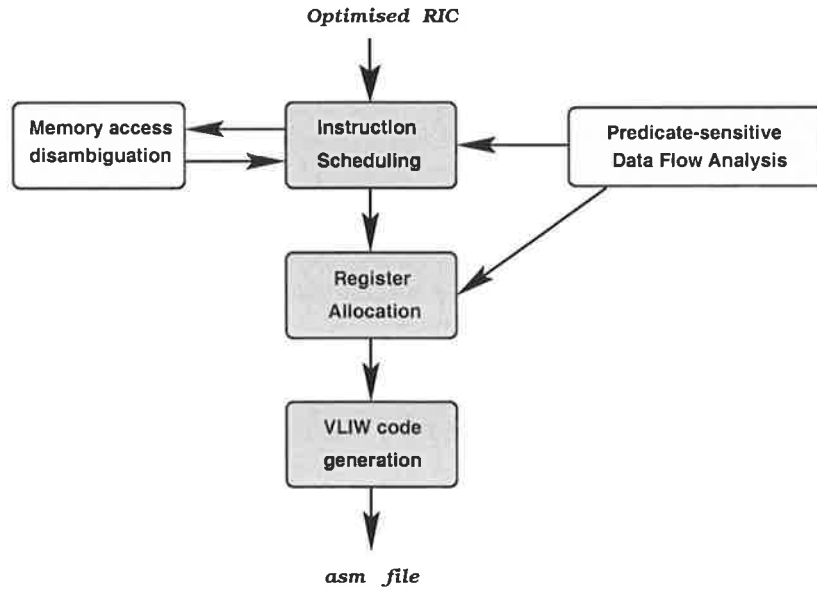 Optimised RIC
Memory access
disambiguation
Instruction
Scheduling
Predicate-sensitive
Data Flow Analysis
Register
Allocation
VLIW code
generation
asm file